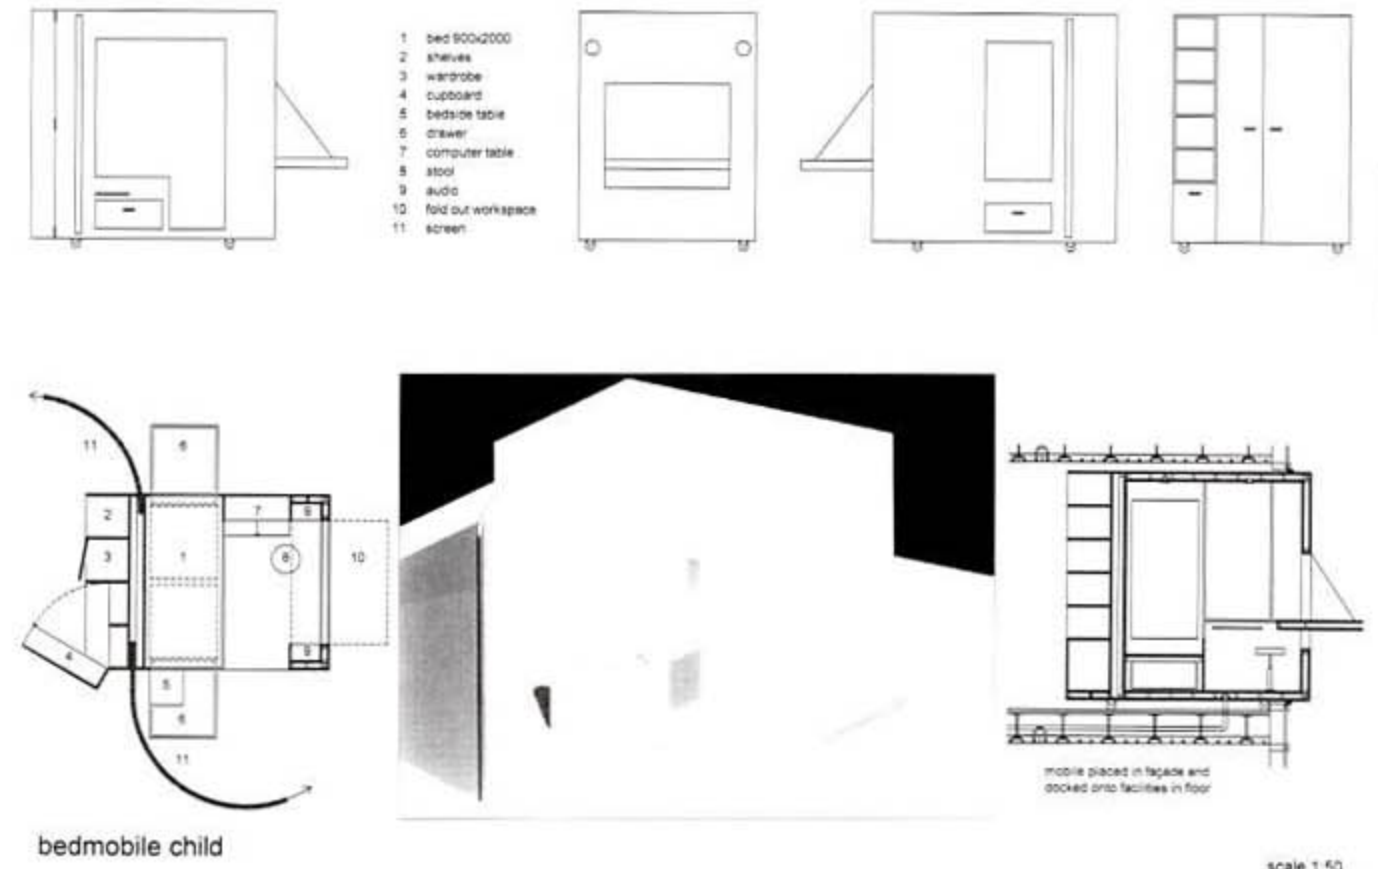 1 bed 900x2000
2 shelves
3 wardrobe
4 cupboard
5 bedside table
6 drawer
7 computer table
8 stool
9 audio
10 fold out workspace
11 screen
11
6
2
7
9
3
1
8
10
4
5
9
6
11
mobile placed in façade and
docked onto facilities in floor
bedmobile child
scale 1:50